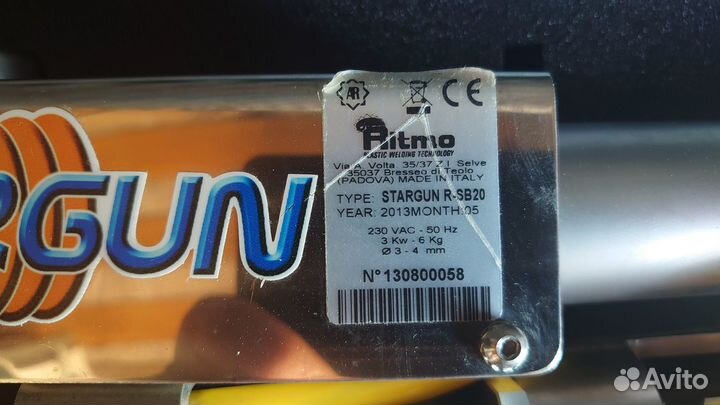 RGUN
CE
Ritmo
PLASTIC WELDING TECHNOLOGY
Via A. Volta 35/37 Z.I. Selve
35037 Bresseo di Teolo
(PADOVA) MADE IN ITALY
TYPE: STARGUN R-SB20
YEAR: 2013MONTH:05
230 VAC - 50 Hz
3 Kw - 6 Kg
Ø 3 - 4 mm
N° 130800058
Avito